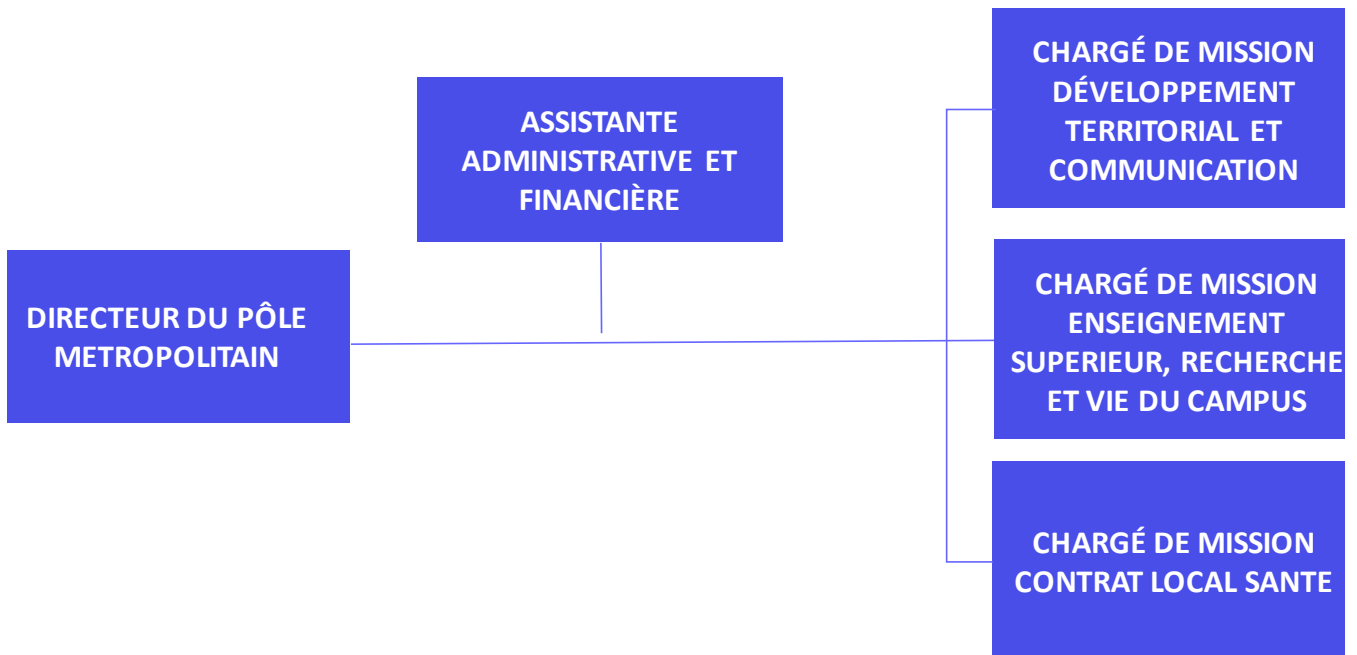 DIRECTEUR DU PÔLE
METROPOLITAIN
ASSISTANTE
ADMINISTRATIVE ET
FINANCIÈRE
CHARGÉ DE MISSION
DÉVELOPPEMENT
TERRITORIAL ET
COMMUNICATION
CHARGÉ DE MISSION
ENSEIGNEMENT
SUPERIEUR, RECHERCHE
ET VIE DU CAMPUS
CHARGÉ DE MISSION
CONTRAT LOCAL SANTE